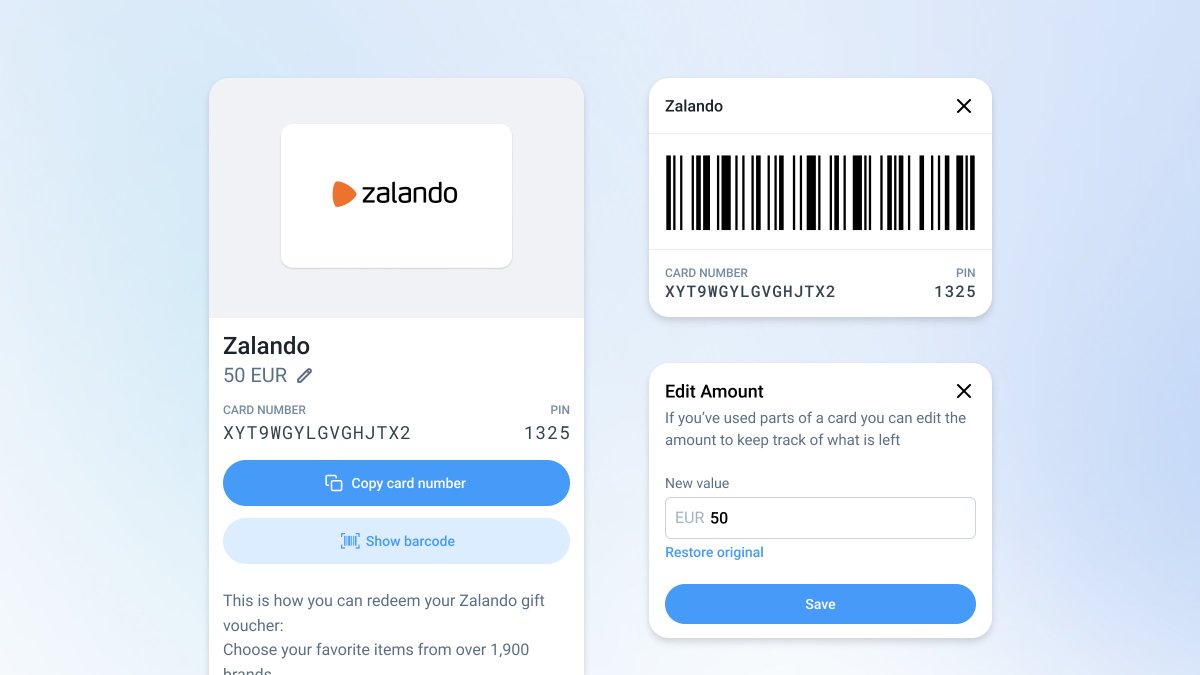 zalando
Zalando
50 EUR
CARD NUMBER PIN
XYT9WGYLGVGHJTX2 1325
Copy card number
Show barcode
This is how you can redeem your Zalando gift
voucher:
Choose your favorite items from over 1,900
brands
Zalando
CARD NUMBER PIN
XYT9WGYLGVGHJTX2 1325
Edit Amount
If you’ve used parts of a card you can edit the
amount to keep track of what is left
New value
EUR 50
Restore original
Save